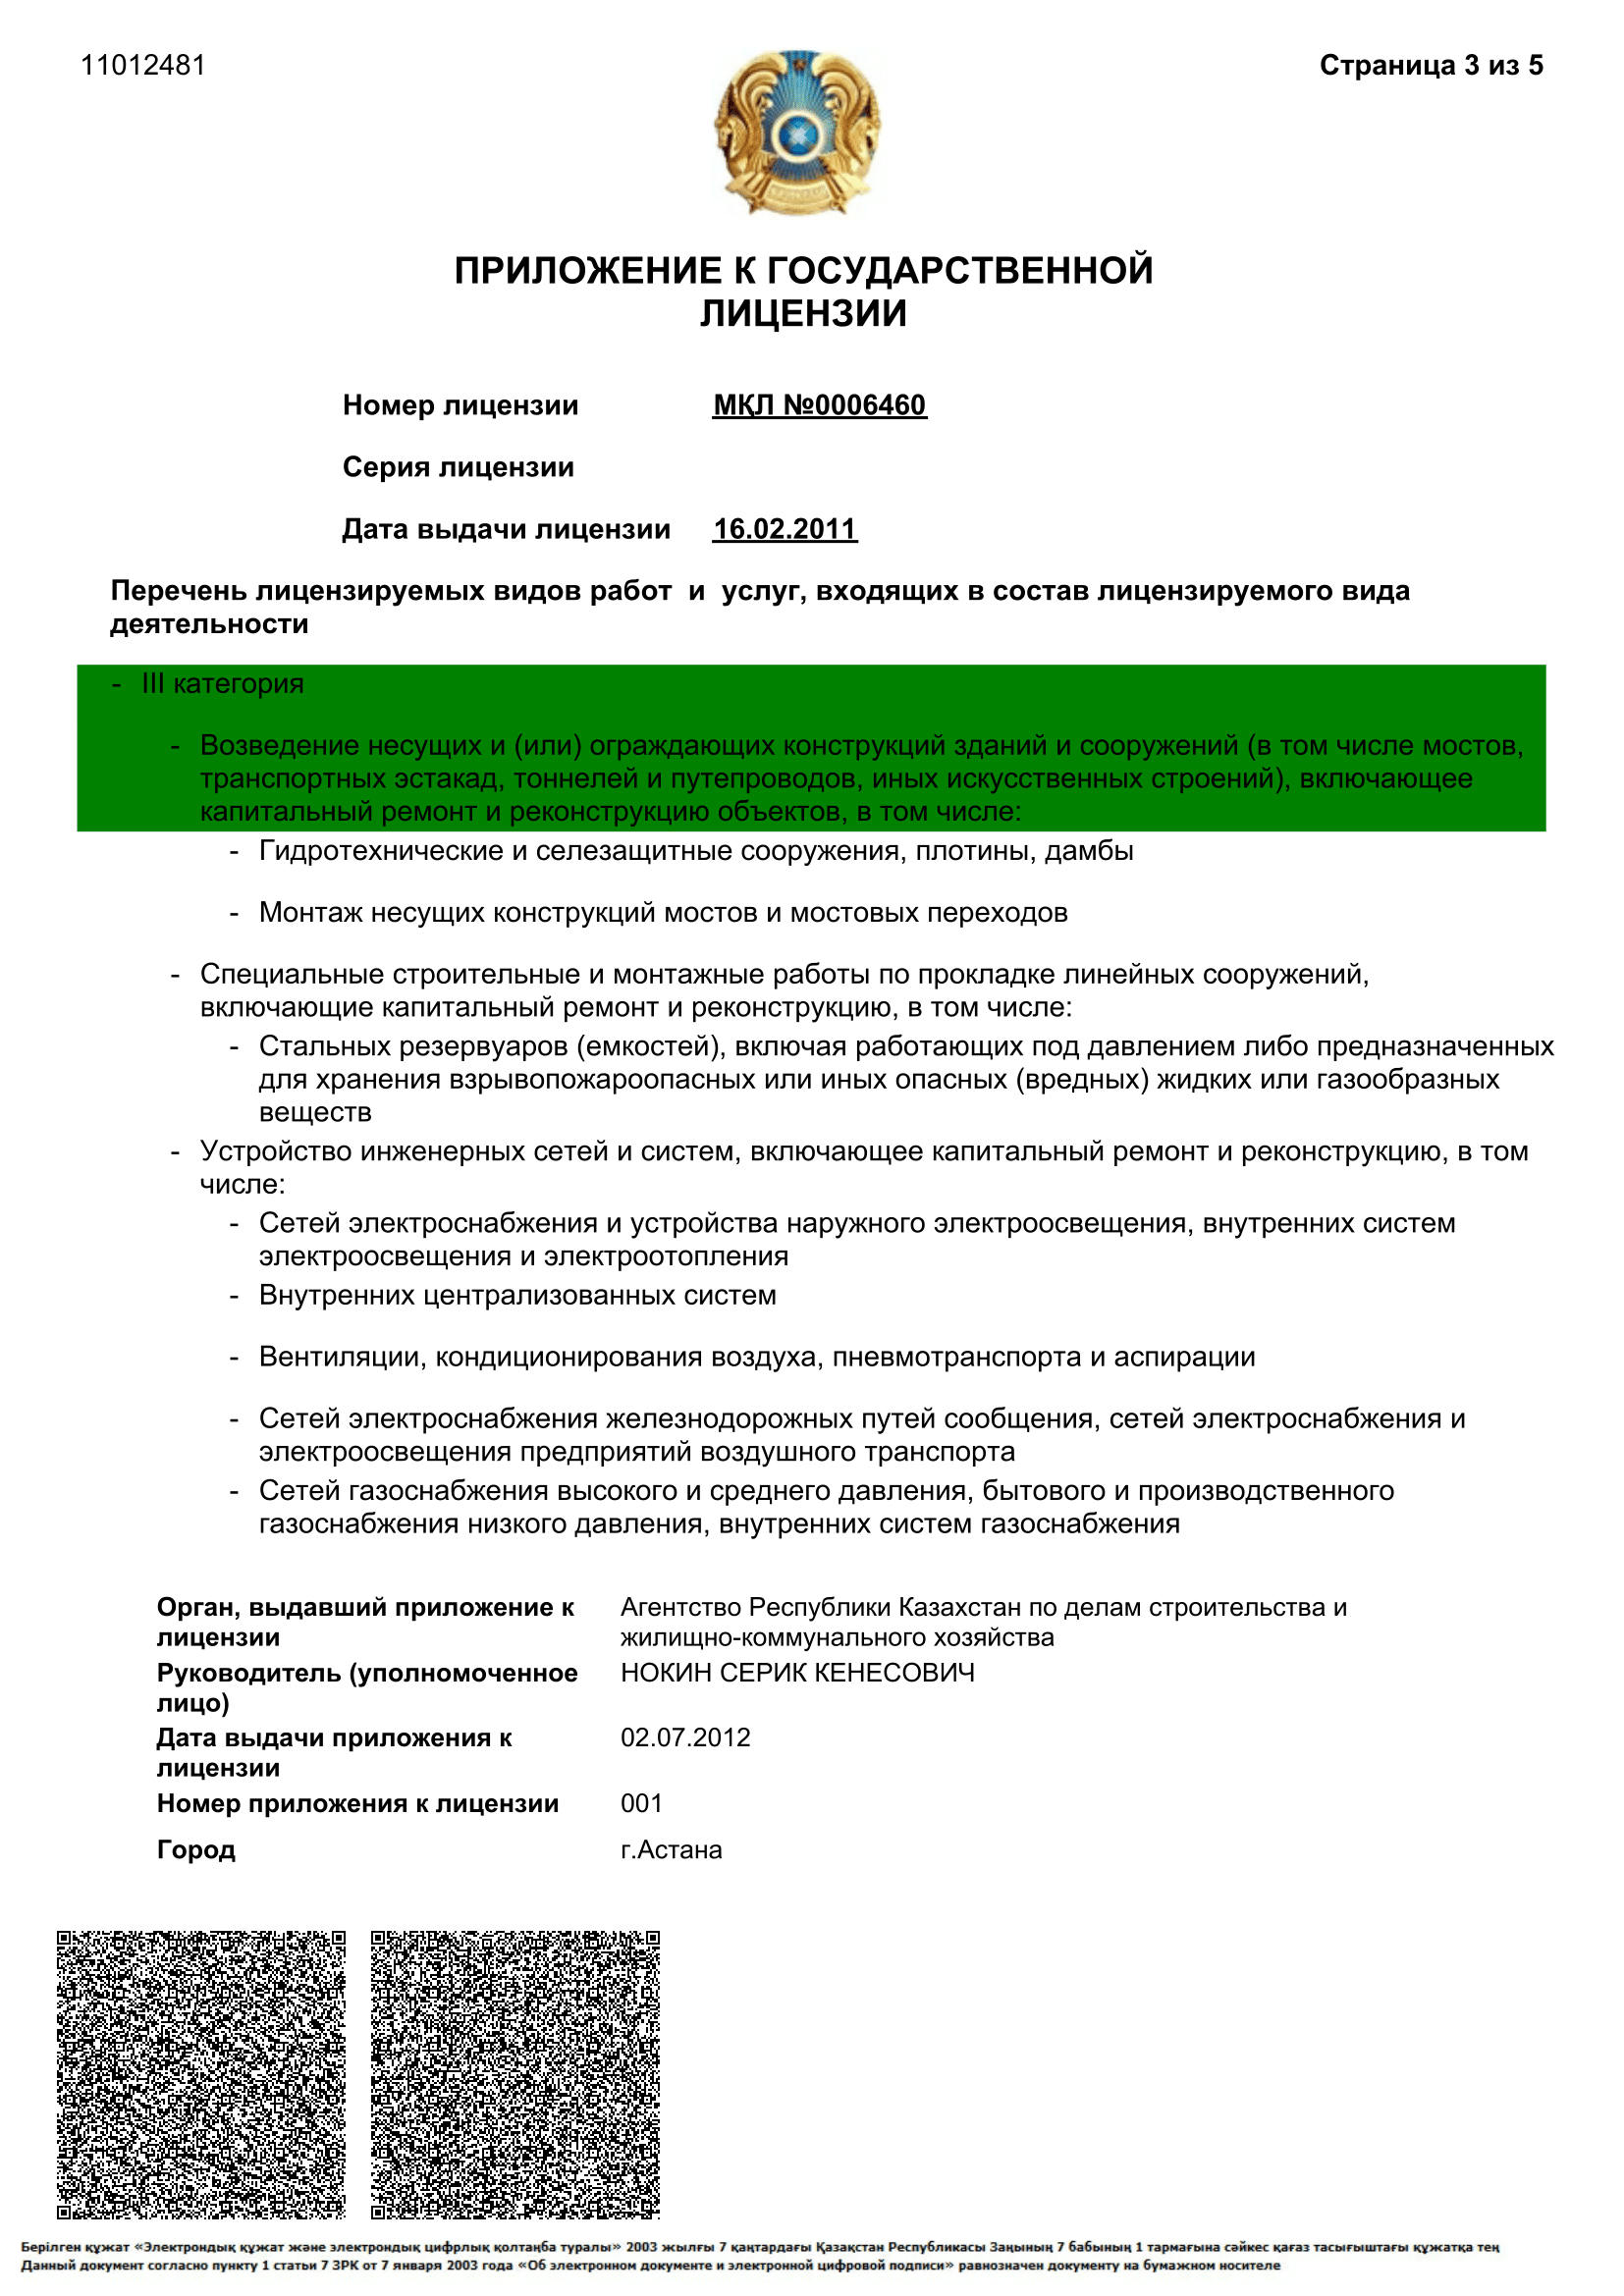 11012481
Страница 3 из 5
ПРИЛОЖЕНИЕ К ГОСУДАРСТВЕННОЙ
ЛИЦЕНЗИИ
Номер лицензии МҚЛ №0006460
Серия лицензии
Дата выдачи лицензии 16.02.2011
Перечень лицензируемых видов работ и услуг, входящих в состав лицензируемого вида
деятельности
- III категория
- Возведение несущих и (или) ограждающих конструкций зданий и сооружений (в том числе мостов,
транспортных эстакад, тоннелей и путепроводов, иных искусственных строений), включающее
капитальный ремонт и реконструкцию объектов, в том числе:
- Гидротехнические и селезащитные сооружения, плотины, дамбы
- Монтаж несущих конструкций мостов и мостовых переходов
- Специальные строительные и монтажные работы по прокладке линейных сооружений,
включающие капитальный ремонт и реконструкцию, в том числе:
- Стальных резервуаров (емкостей), включая работающих под давлением либо предназначенных
для хранения взрывопожароопасных или иных опасных (вредных) жидких или газообразных
веществ
- Устройство инженерных сетей и систем, включающее капитальный ремонт и реконструкцию, в том
числе:
- Сетей электроснабжения и устройства наружного электроосвещения, внутренних систем
электроосвещения и электроотопления
- Внутренних централизованных систем
- Вентиляции, кондиционирования воздуха, пневмотранспорта и аспирации
- Сетей электроснабжения железнодорожных путей сообщения, сетей электроснабжения и
электроосвещения предприятий воздушного транспорта
- Сетей газоснабжения высокого и среднего давления, бытового и производственного
газоснабжения низкого давления, внутренних систем газоснабжения
Орган, выдавший приложение к Агентство Республики Казахстан по делам строительства и
лицензии жилищно-коммунального хозяйства
Руководитель (уполномоченное НОКИН СЕРИК КЕНЕСОВИЧ
лицо)
Дата выдачи приложения к 02.07.2012
лицензии
Номер приложения к лицензии 001
Город г.Астана
Берілген құжат «Электрондық құжат және электрондық цифрлық қолтаңба туралы» 2003 жылғы 7 қаңтардағы Қазақстан Республикасы Заңының 7 бабының 1 тармағына сәйкес қағаз тасығыштағы құжатқа тең
Данный документ согласно пункту 1 статьи 7 ЗРК от 7 января 2003 года «Об электронном документе и электронной цифровой подписи» равнозначен документу на бумажном носителе